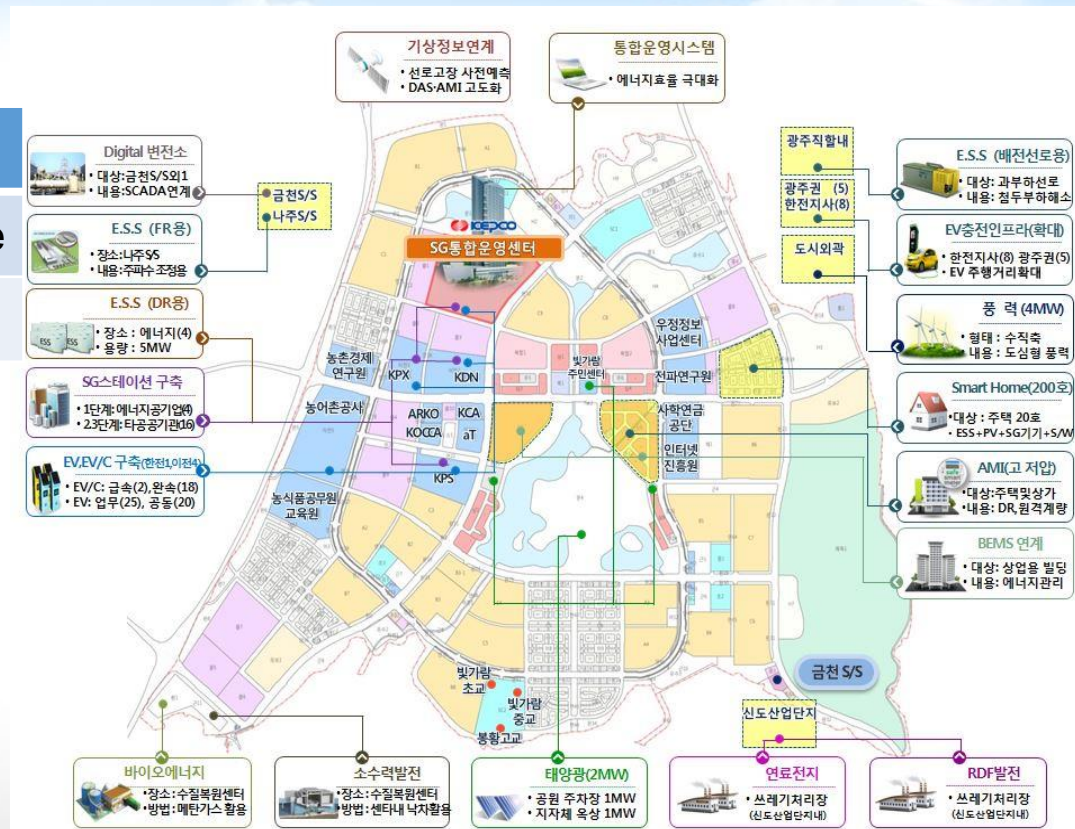 기상정보연계
• 선로고장 사전예측
• DAS·AMI 고도화
통합운영시스템
• 에너지효율 극대화
Digital 변전소
• 대상:금천S/S외1
• 내용:SCADA연계
E.S.S (FR용)
• 장소:나주S/S
• 내용:주파수 조정용
E.S.S (DR용)
• 장소 : 에너지(4)
• 용량 : 5MW
ESS
ESS
SG스테이션 구축
• 1단계: 에너지공기업(4)
• 2.3단계: 타공공기관(16)
EV,EV/C 구축(한전1,이전4)
• EV/C: 급속(2),완속(18)
• EV: 업무(25), 공동(20)
e
금천S/S
나주S/S
KEPCO
SG통합운영센터
농촌경제
연구원
KPX
KDN
농어촌공사
ARKO
KOCCA
KCA
aT
KPS
농식품공무원
교육원
빛가람
주민센터
우정정보
사업센터
전파연구원
사학연금
공단
인터넷
진흥원
빛가람
초교
빛가람
중교
봉황고교
광주직할내
광주권 (5)
한전지사(8)
도시외곽
E.S.S (배전선로용)
• 대상: 과부하선로
• 내용: 첨두부하해소
EV충전인프라(확대)
• 한전지사(8) 광주권(5)
• EV 주행거리확대
풍 력 (4MW)
• 형태 : 수직축
• 내용 : 도심형 풍력
Smart Home(200호)
• 대상 : 주택 20호
• ESS+PV+SG기기+S/W
AMI(고 저압)
• 대상:주택및상가
• 내용: DR,원격계량
BEMS 연계
• 대상: 상업용 빌딩
• 내용: 에너지관리
금천 S/S
신도산업단지
바이오에너지
• 장소:수질복원센터
• 방법:메탄가스 활용
소수력발전
• 장소:수질복원센터
• 방법:센타내 낙차활용
태양광(2MW)
• 공원 주차장 1MW
• 지자체 옥상 1MW
연료전지
• 쓰레기처리장
(신도산업단지내)
RDF발전
• 쓰레기처리장
(신도산업단지내)